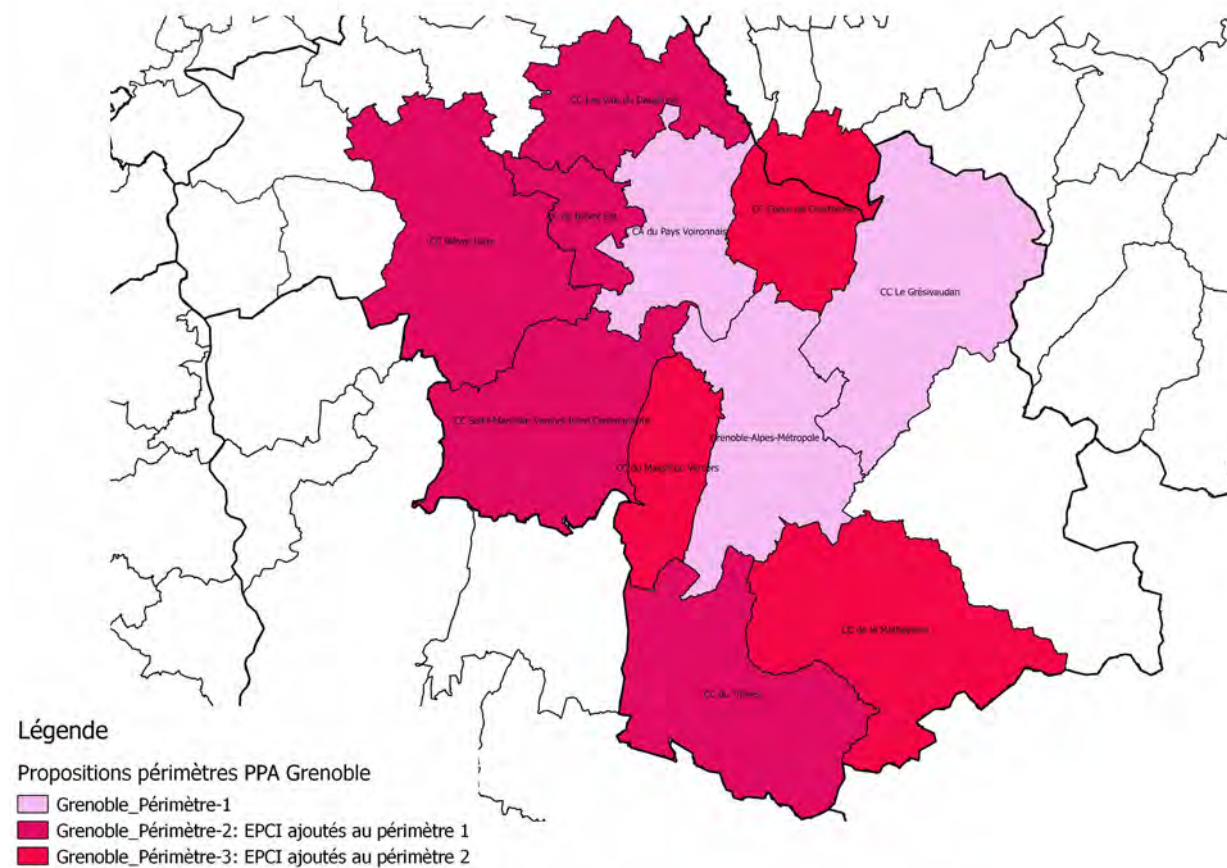 CC Les Vals du Dauphiné
CC de Bièvre Est
CC Bièvre Isère
CA du Pays Voironnais
CC Coeur de Chartreuse
CC Le Grésivaudan
CC Saint-Marcellin Vercors Isère Communauté
Grenoble-Alpes-Métropole
CC du Massif du Vercors
CC de la Matheysine
CC du Trièves
Légende
Propositions périmètres PPA Grenoble
Grenoble_Périmètre-1
Grenoble_Périmètre-2: EPCI ajoutés au périmètre 1
Grenoble_Périmètre-3: EPCI ajoutés au périmètre 2